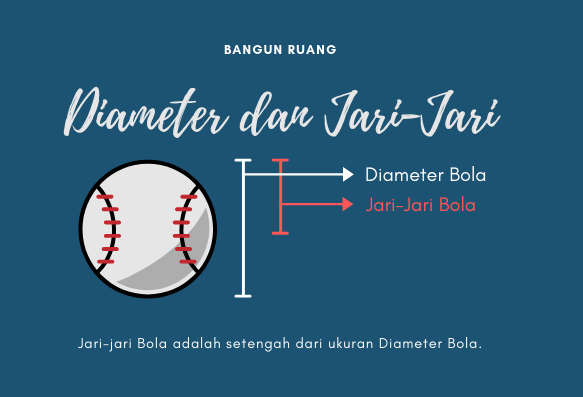 BANGUN RUANG
Diameter dan Jari-Jari
Diameter Bola
Jari-Jari Bola
Jari-jari Bola adalah setengah dari ukuran Diameter Bola.